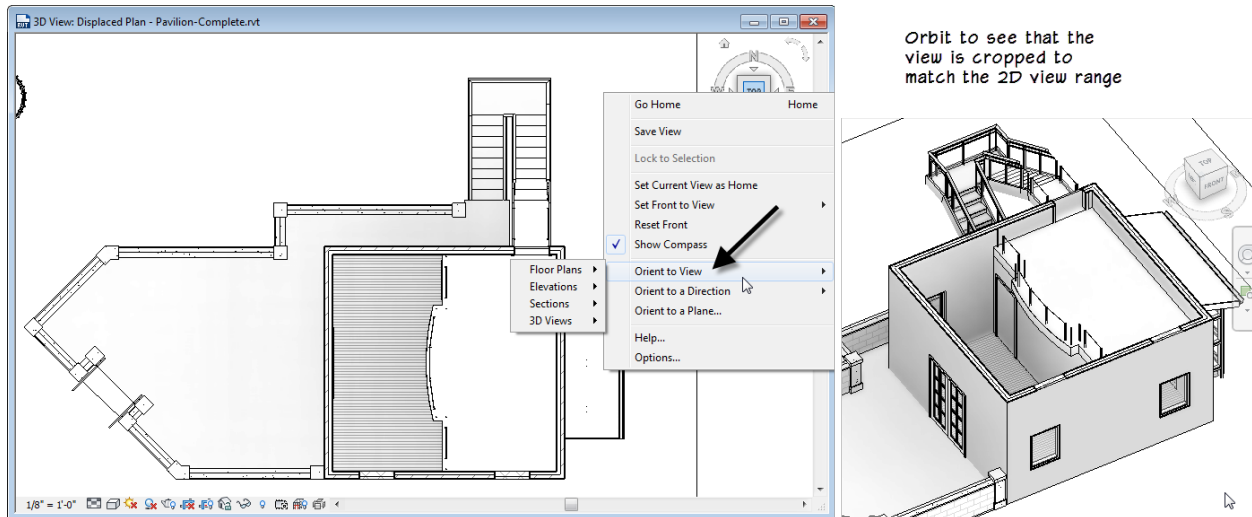 3D View: Displaced Plan - Pavilion-Complete.rvt
N
TOP
W
Go Home Home
Save View
Lock to Selection
Set Current View as Home
Set Front to View
Reset Front
Show Compass
Orient to View
Orient to a Direction
Orient to a Plane...
Help...
Options...
Floor Plans
Elevations
Sections
3D Views
1/8" = 1'-0"
Orbit to see that the
view is cropped to
match the 2D view range
TOP
FRONT